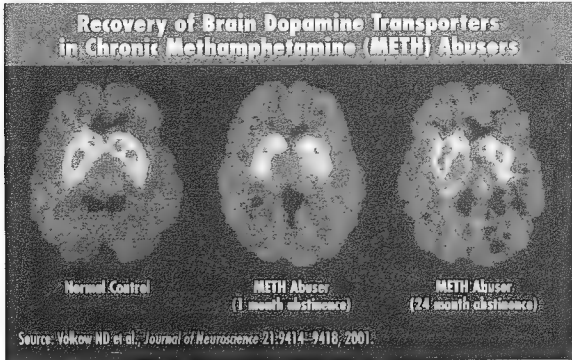 Recovery of Brain Dopamine Transporters
in Chronic Methamphetamine (METH) Abusers
Normal Control
METH Abuser
(1 month abstinence)
METH Abuser
(24 month abstinence)
Source: Volkow ND et al., Journal of Neuroscience 21:9414-9418, 2001.